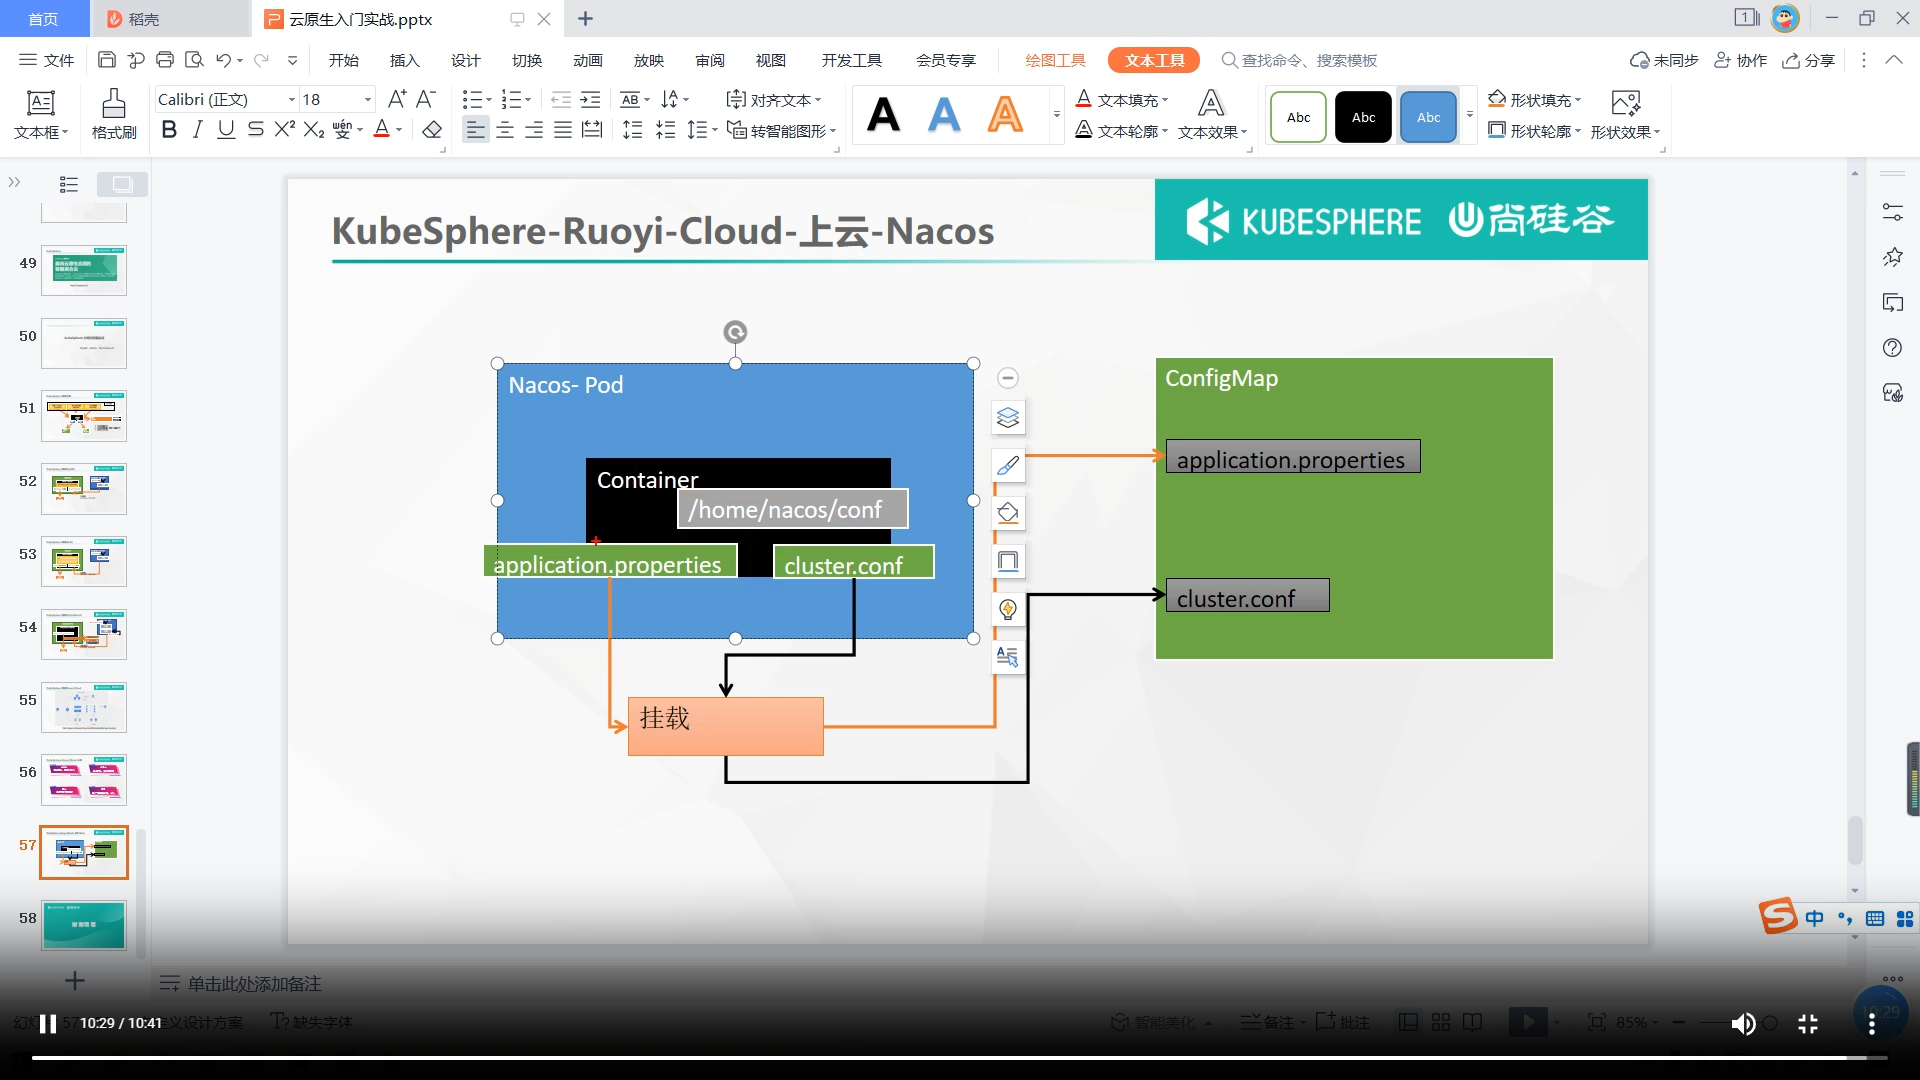 首页
稻壳
云原生入门实战.pptx
文件
开始 插入 设计 切换 动画 放映 审阅 视图 开发工具 会员专享
绘图工具
文本工具
查找命令、搜索模板
未同步
协作
分享
文本框
格式刷
Calibri (正文)
18
对齐文本
转智能图形
文本填充
文本轮廓
文本效果
Abc
Abc
Abc
形状填充
形状轮廓
形状效果
49
50
51
52
53
54
55
56
57
58
KubeSphere-Ruoyi-Cloud-上云-Nacos
KUBESPHERE
尚硅谷
Nacos- Pod
Container
/home/nacos/conf
application.properties
cluster.conf
挂载
ConfigMap
application.properties
cluster.conf
中
单击此处添加备注
缺失字体
智能美化
备注
批注
85%
10:29 / 10:41